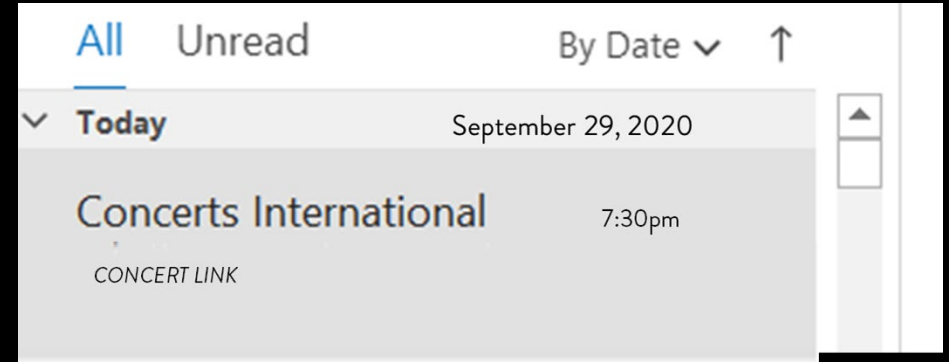 All Unread By Date
Today September 29, 2020
Concerts International 7:30pm
CONCERT LINK